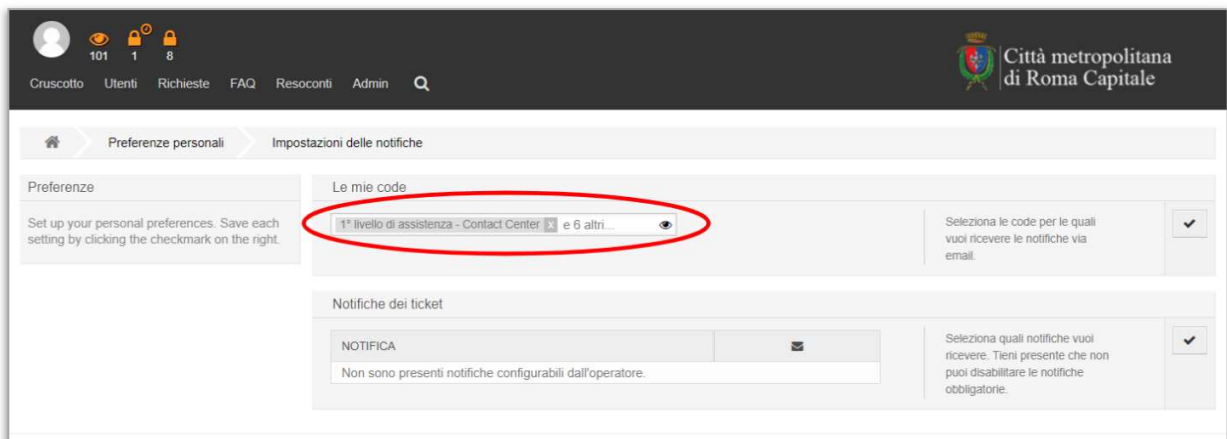 101 1 8
Cruscotto Utenti Richieste FAQ Resoconti Admin
Città metropolitana
di Roma Capitale
Preferenze personali Impostazioni delle notifiche
Preferenze
Set up your personal preferences. Save each
setting by clicking the checkmark on the right.
Le mie code
1° livello di assistenza - Contact Center x e 6 altri...
Seleziona le code per le quali
vuoi ricevere le notifiche via
email.
Notifiche dei ticket
NOTIFICA
Non sono presenti notifiche configurabili dall'operatore.
Seleziona quali notifiche vuoi
ricevere. Tieni presente che non
puoi disabilitare le notifiche
obbligatorie.